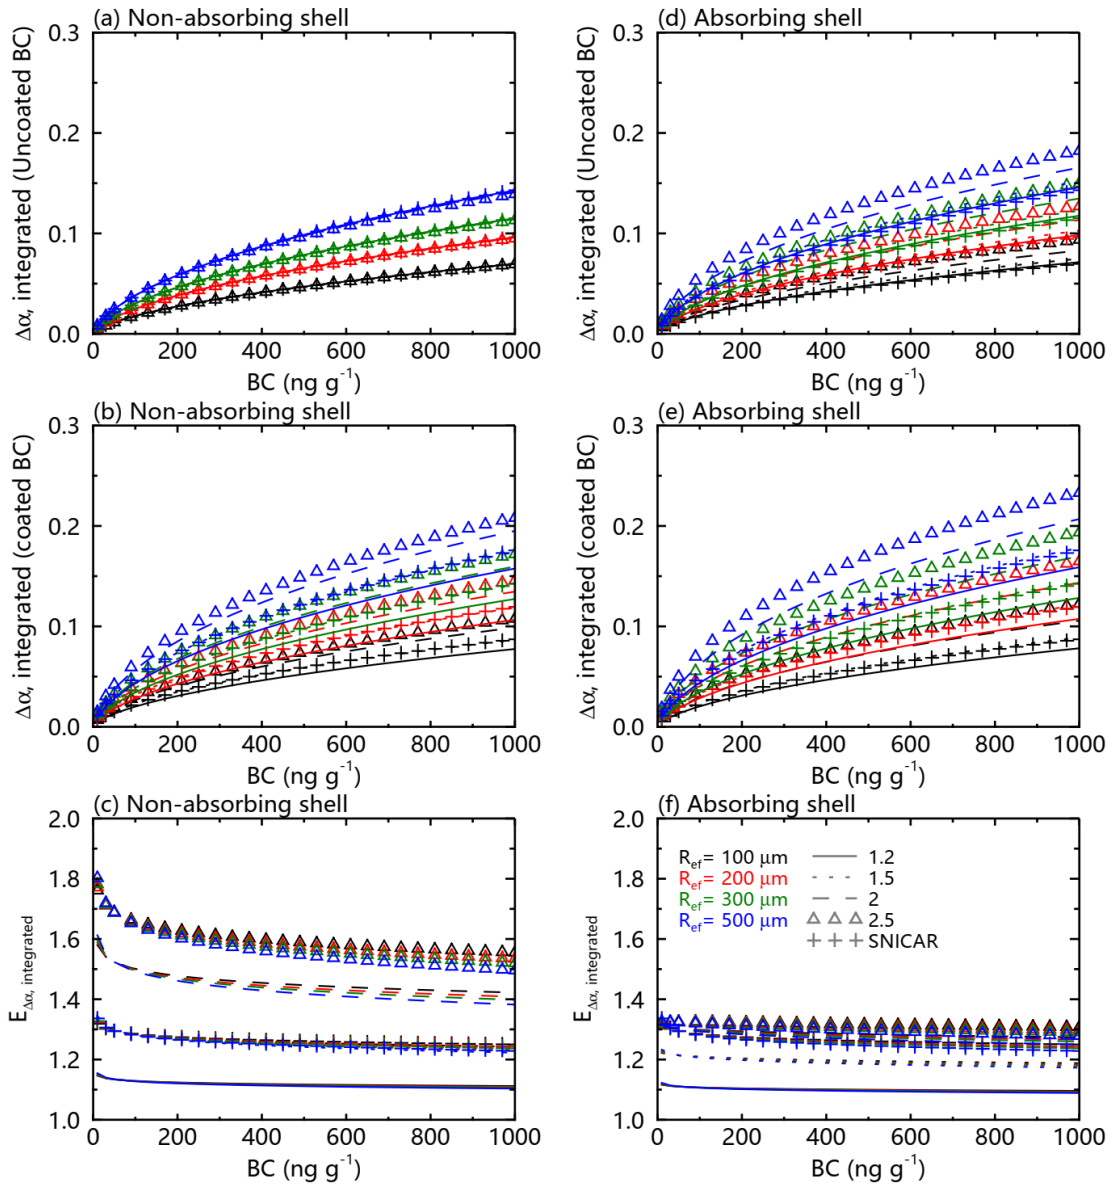 (a) Non-absorbing shell
Δα, integrated (Uncoated BC)
0.3
0.2
0.1
0.0
0 200 400 600 800 1000
BC (ng g⁻¹)
(d) Absorbing shell
Δα, integrated (Uncoated BC)
0.3
0.2
0.1
0.0
0 200 400 600 800 1000
BC (ng g⁻¹)
(b) Non-absorbing shell
Δα, integrated (coated BC)
0.3
0.2
0.1
0.0
0 200 400 600 800 1000
BC (ng g⁻¹)
(e) Absorbing shell
Δα, integrated (coated BC)
0.3
0.2
0.1
0.0
0 200 400 600 800 1000
BC (ng g⁻¹)
(c) Non-absorbing shell
E Δα, integrated
2.0
1.8
1.6
1.4
1.2
1.0
0 200 400 600 800 1000
BC (ng g⁻¹)
(f) Absorbing shell
E Δα, integrated
2.0
1.8
1.6
1.4
1.2
1.0
R_ef= 100 μm 1.2
R_ef= 200 μm 1.5
R_ef= 300 μm 2
R_ef= 500 μm 2.5
SNICAR
0 200 400 600 800 1000
BC (ng g⁻¹)